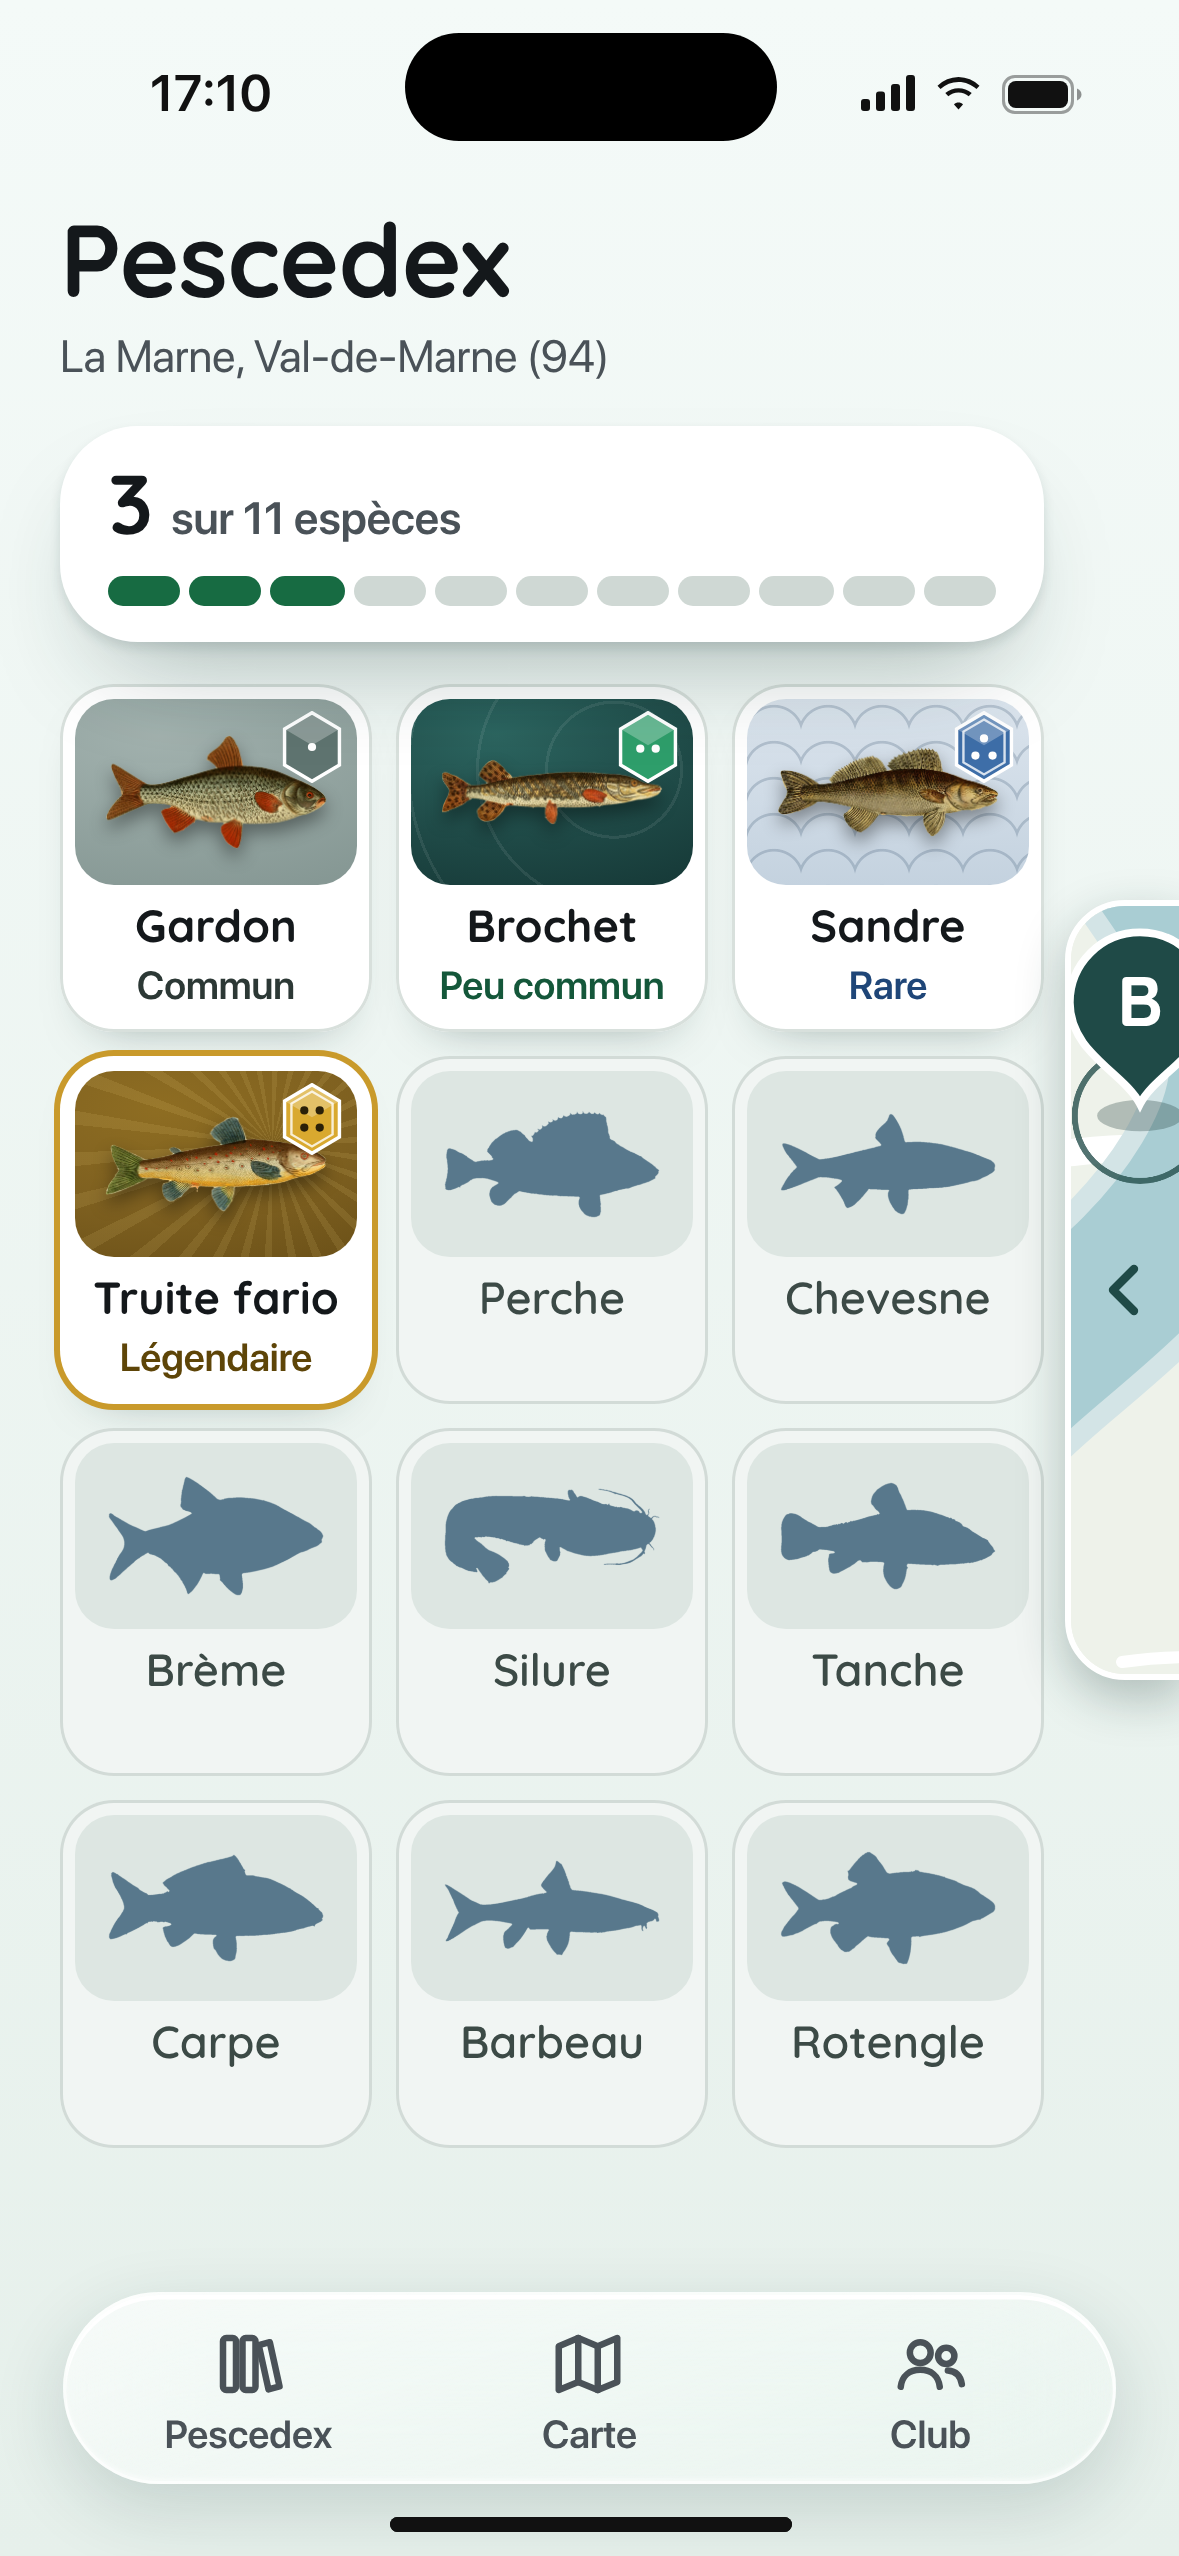 17:10
Pescedex
La Marne, Val-de-Marne (94)
3 sur 11 espèces
Gardon
Commun
Brochet
Peu commun
Sandre
Rare
B
Truite fario
Légendaire
Perche
Chevesne
Brème
Silure
Tanche
Carpe
Barbeau
Rotengle
Pescedex
Carte
Club